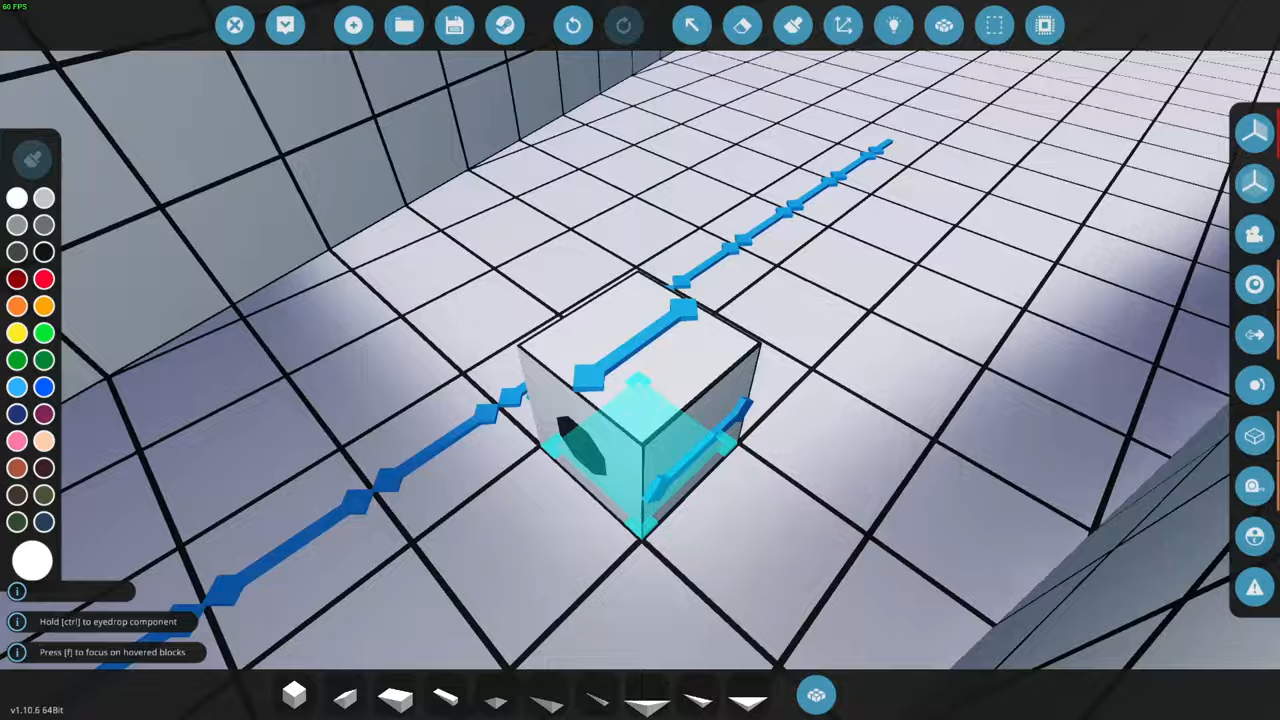 60 FPS
Hold [ctrl] to eyedrop component
Press [f] to focus on hovered blocks
v1.10.6 64Bit